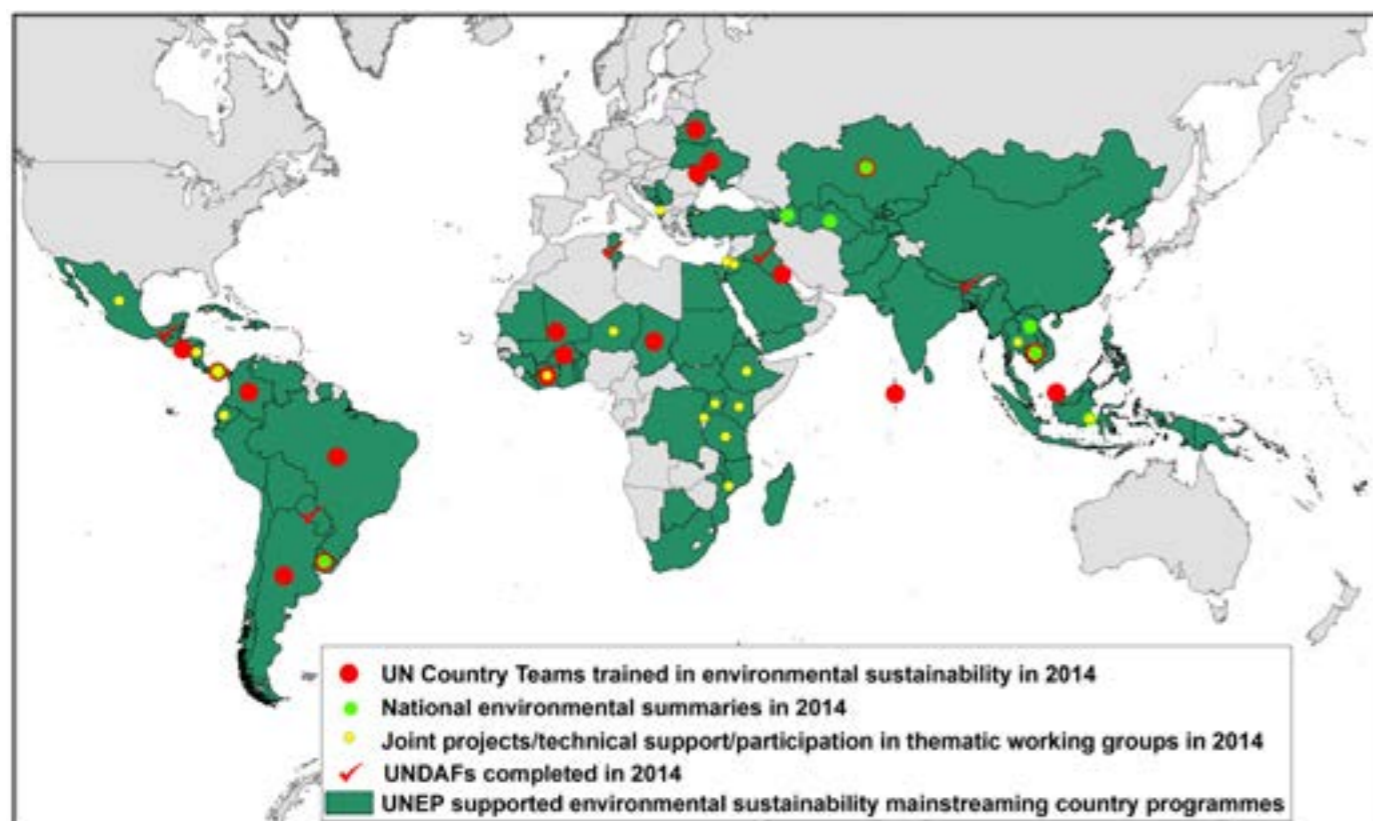 UN Country Teams trained in environmental sustainability in 2014
National environmental summaries in 2014
Joint projects/technical support/participation in thematic working groups in 2014
UNDAFs completed in 2014
UNEP supported environmental sustainability mainstreaming country programmes